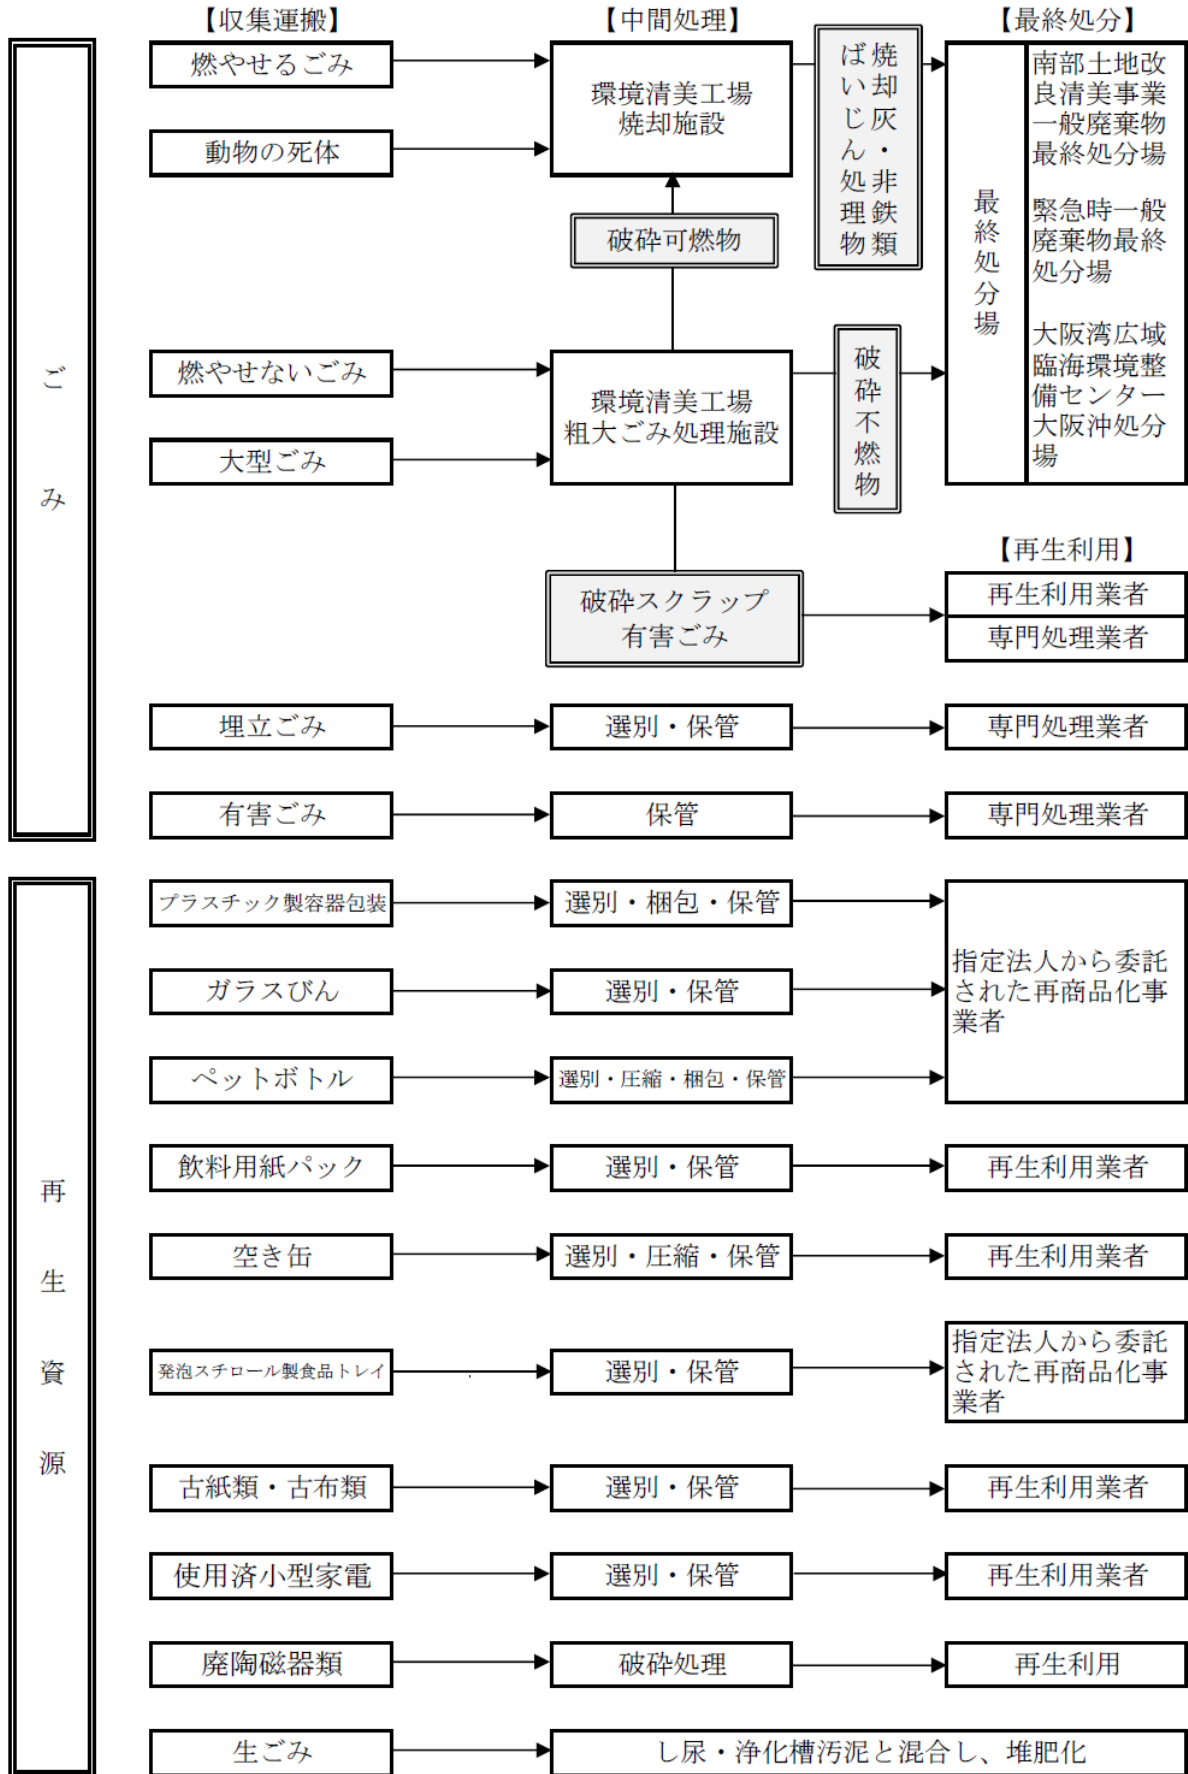 【収集運搬】
【中間処理】
【最終処分】
ごみ
燃やせるごみ
動物の死体
環境清美工場
焼却施設
焼却灰・非鉄類
ばいじん処理物
最終処分場
南部土地改
良清美事業
一般廃棄物
最終処分場
緊急時一般
廃棄物最終
処分場
大阪湾広域
臨海環境整
備センター
大阪沖処分
場
破砕可燃物
燃やせないごみ
大型ごみ
環境清美工場
粗大ごみ処理施設
破砕不燃物
【再生利用】
破砕スクラップ
有害ごみ
再生利用業者
専門処理業者
埋立ごみ
選別・保管
専門処理業者
有害ごみ
保管
専門処理業者
再生資源
プラスチック製容器包装
選別・梱包・保管
指定法人から委託
された再商品化事
業者
ガラスびん
選別・保管
ペットボトル
選別・圧縮・梱包・保管
飲料用紙パック
選別・保管
再生利用業者
空き缶
選別・圧縮・保管
再生利用業者
発泡スチロール製食品トレイ
選別・保管
指定法人から委託
された再商品化事
業者
古紙類・古布類
選別・保管
再生利用業者
使用済小型家電
選別・保管
再生利用業者
廃陶磁器類
破砕処理
再生利用
生ごみ
し尿・浄化槽汚泥と混合し、堆肥化